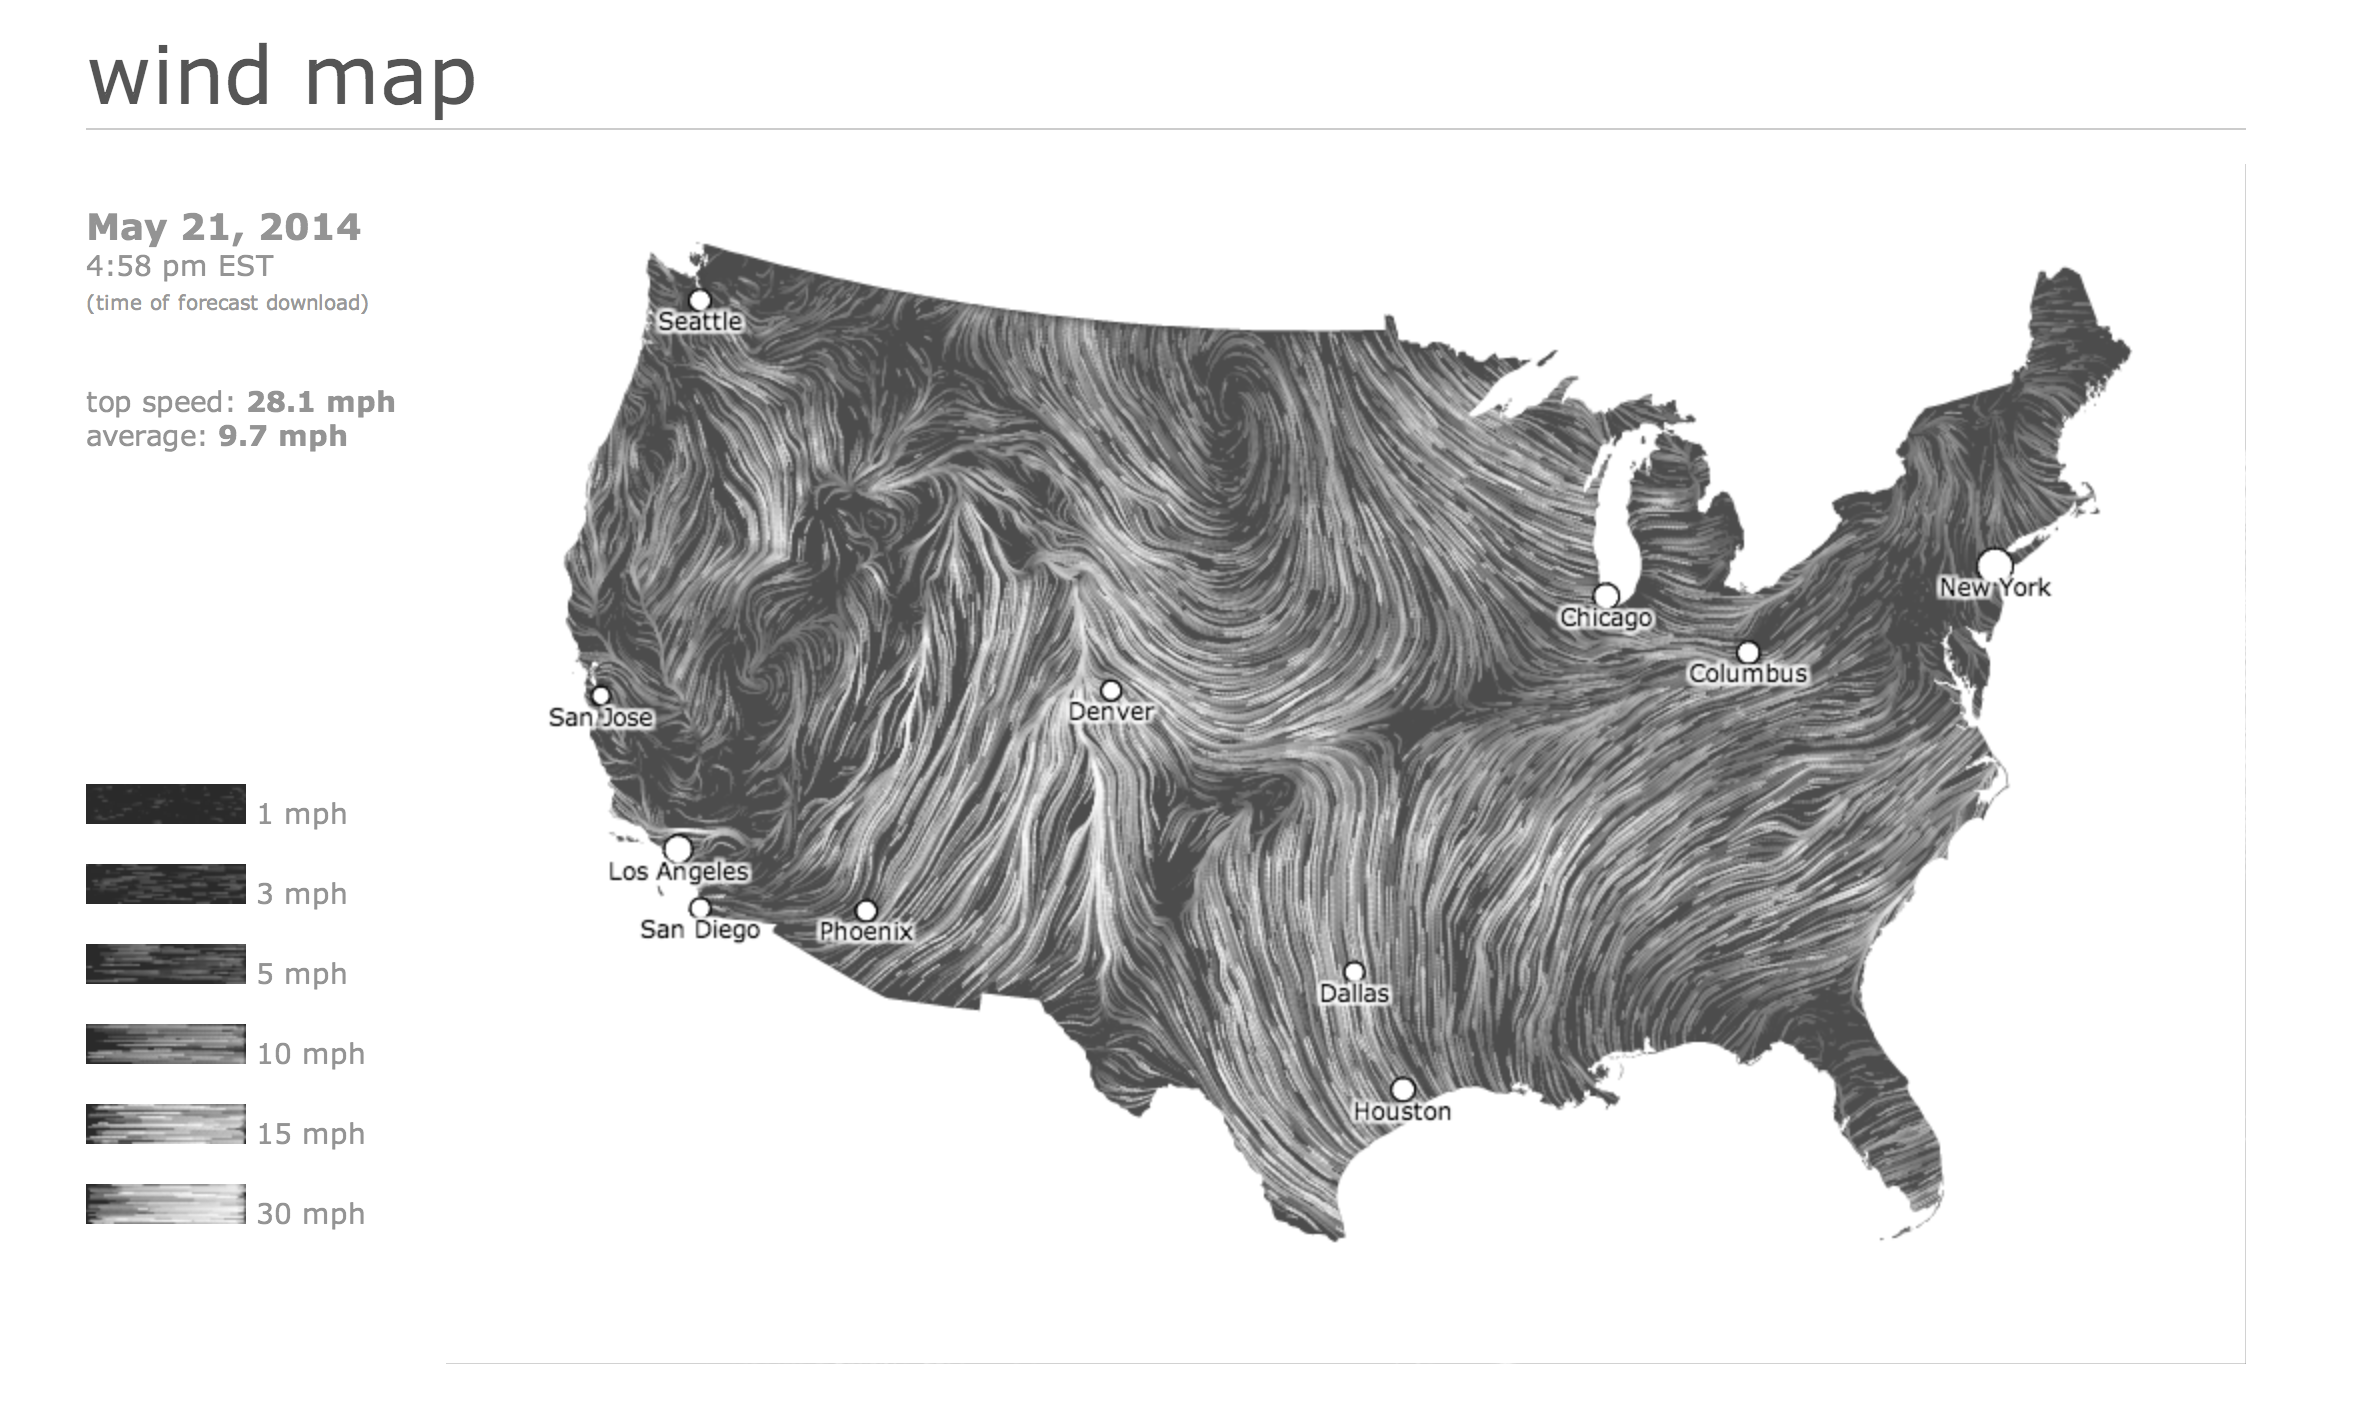 wind map
May 21, 2014
4:58 pm EST
(time of forecast download)
top speed: 28.1 mph
average: 9.7 mph
1 mph
3 mph
5 mph
10 mph
15 mph
30 mph
Seattle
New York
Chicago
Columbus
Denver
San Jose
Los Angeles
San Diego
Phoenix
Dallas
Houston